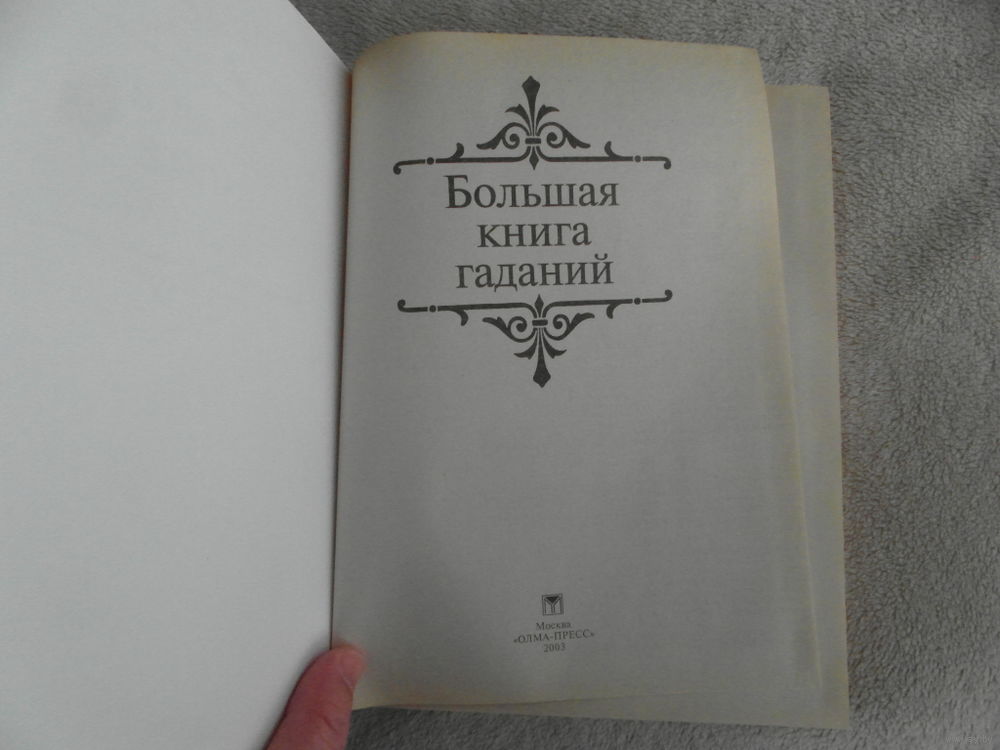 Большая
книга
гаданий
Москва
«ОЛМА-ПРЕСС»
2003